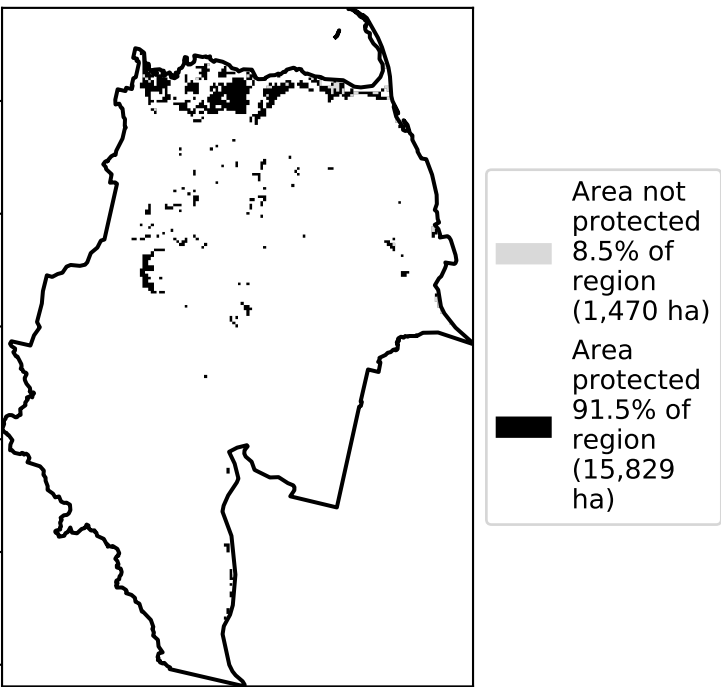 Area not
protected
8.5% of
region
(1,470 ha)
Area
protected
91.5% of
region
(15,829
ha)